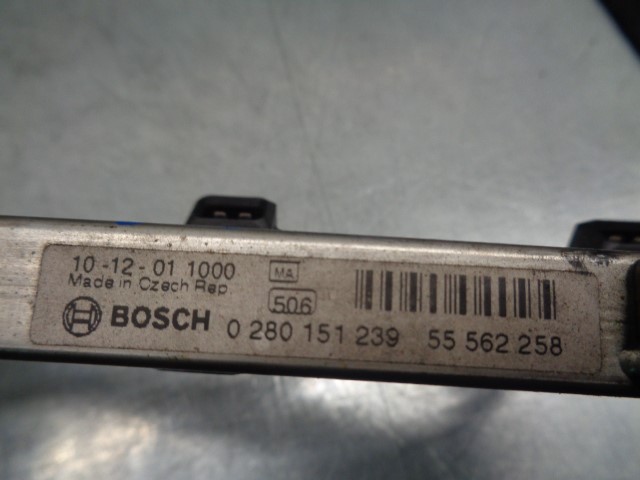 10-12-01 1000 MA
Made in Czech Rep. 506
BOSCH 0 280 151 239 55 562 258